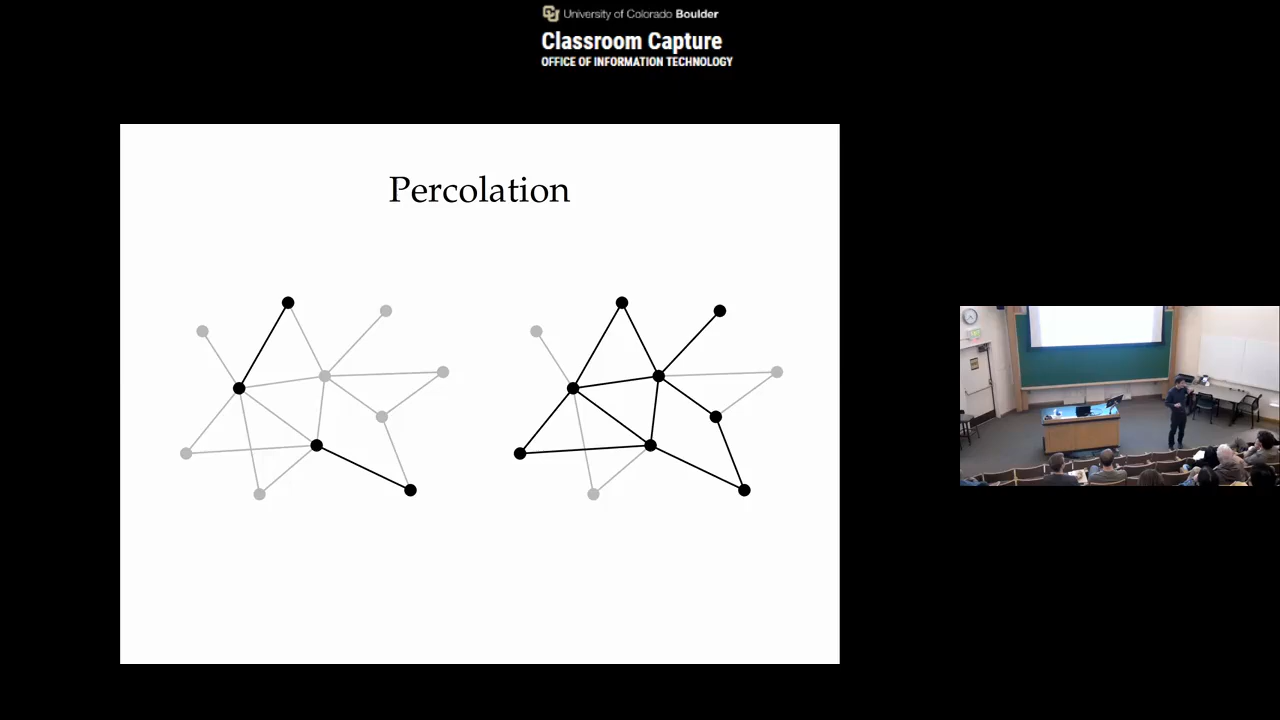 University of Colorado Boulder
Classroom Capture
OFFICE OF INFORMATION TECHNOLOGY
Percolation